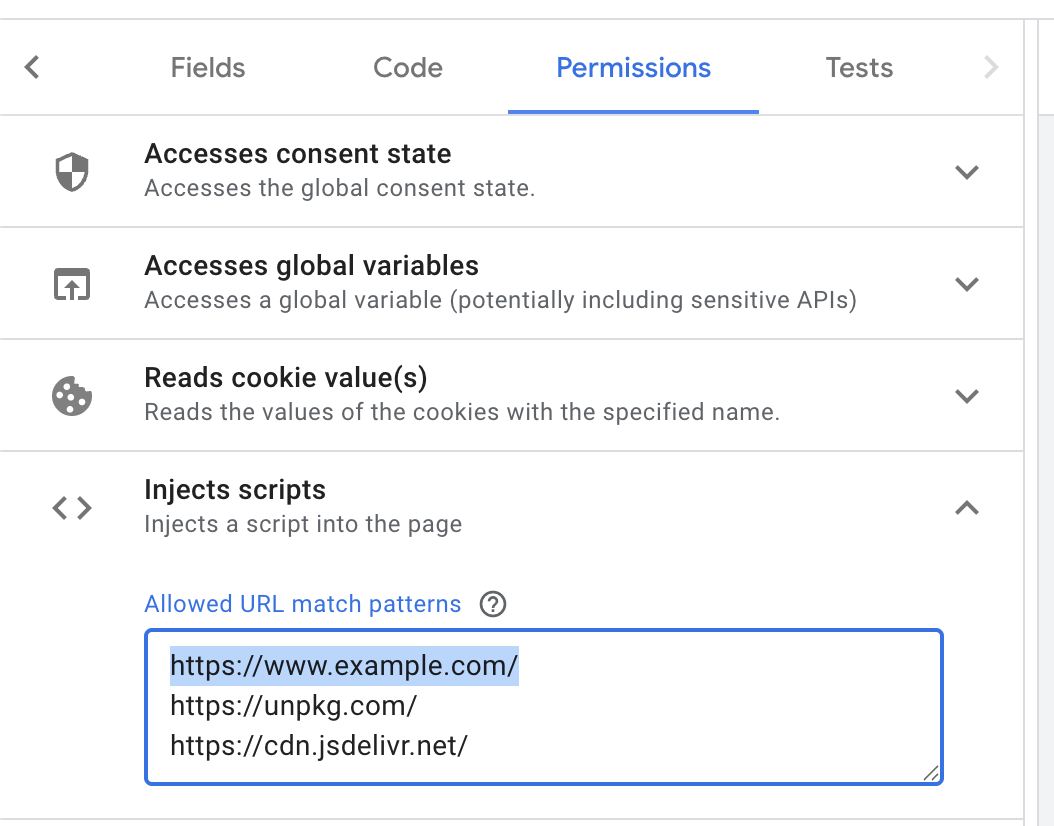 Fields Code Permissions Tests
Accesses consent state
Accesses the global consent state.
Accesses global variables
Accesses a global variable (potentially including sensitive APIs)
Reads cookie value(s)
Reads the values of the cookies with the specified name.
Injects scripts
Injects a script into the page
Allowed URL match patterns
https://www.example.com/
https://unpkg.com/
https://cdn.jsdelivr.net/